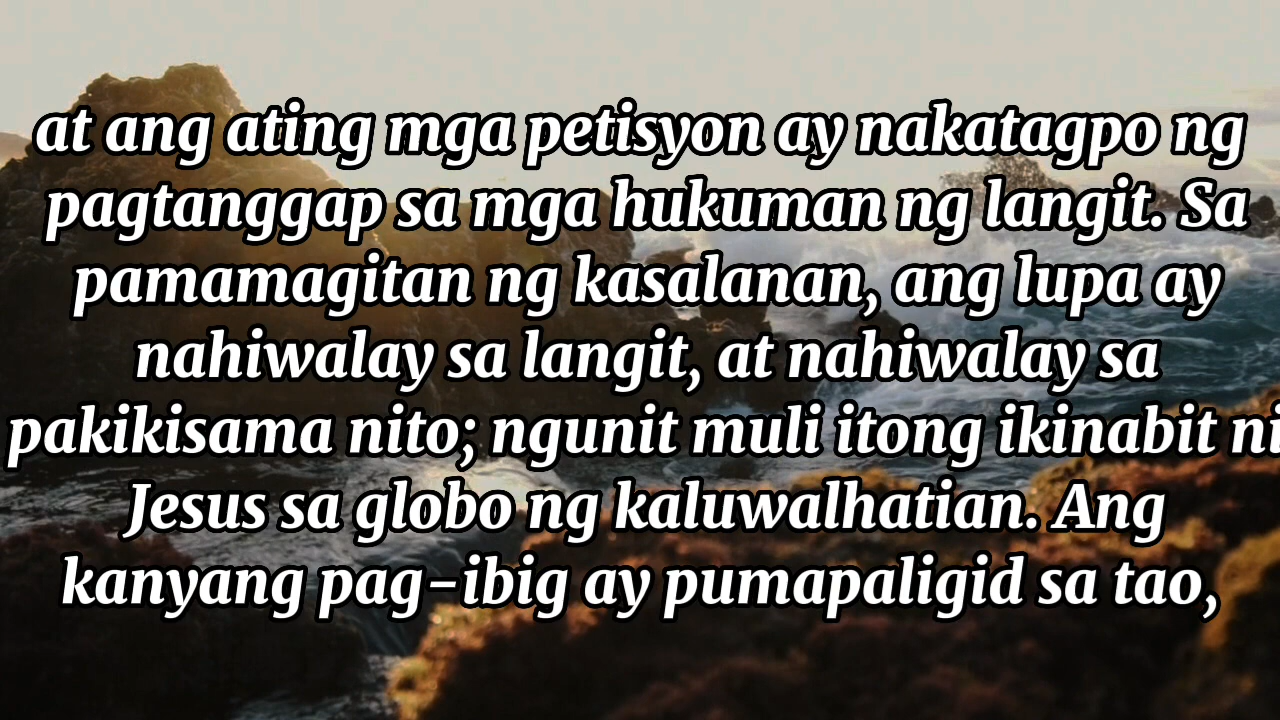 at ang ating mga petisyon ay nakatagpo ng
pagtanggap sa mga hukuman ng langit. Sa
pamamagitan ng kasalanan, ang lupa ay
nahiwalay sa langit, at nahiwalay sa
pakikisama nito; ngunit muli itong ikinabit ni
Jesus sa globo ng kaluwalhatian. Ang
kanyang pag-ibig ay pumapaligid sa tao,